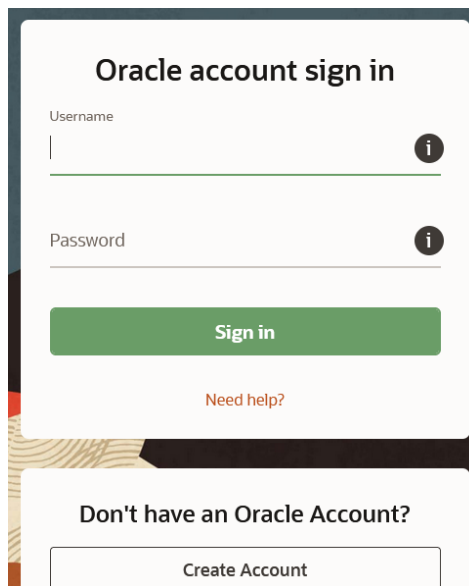 Oracle account sign in
Username
i
Password
i
Sign in
Need help?
Don't have an Oracle Account?
Create Account